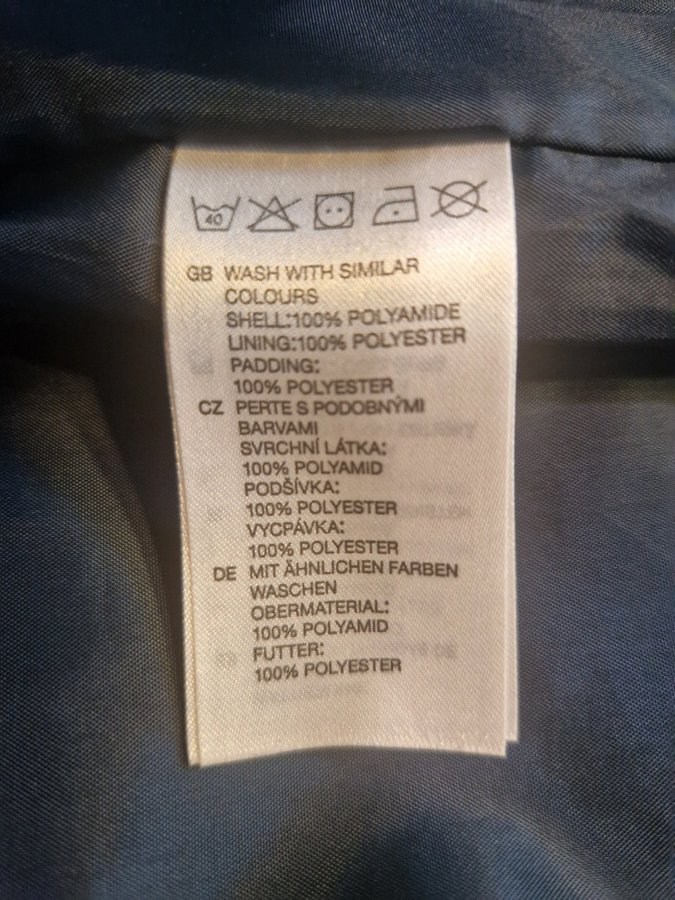 40
GB WASH WITH SIMILAR
COLOURS
SHELL:100% POLYAMIDE
LINING:100% POLYESTER
PADDING:
100% POLYESTER
CZ PERTE S PODOBNÝMI
BARVAMI
SVRCHNÍ LÁTKA:
100% POLYAMID
PODŠÍVKA:
100% POLYESTER
VYCPÁVKA:
100% POLYESTER
DE MIT ÄHNLICHEN FARBEN
WASCHEN
OBERMATERIAL:
100% POLYAMID
FUTTER:
100% POLYESTER